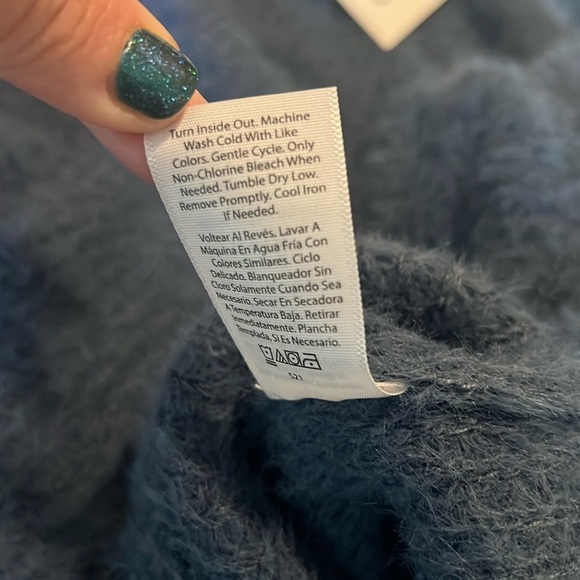 Turn Inside Out. Machine
Wash Cold With Like
Colors. Gentle Cycle. Only
Non-Chlorine Bleach When
Needed. Tumble Dry Low.
Remove Promptly. Cool Iron
If Needed.
Voltear Al Revés. Lavar A
Máquina En Agua Fría Con
Colores Similares. Ciclo
Delicado. Blanqueador Sin
Cloro Solamente Cuando Sea
Necesario. Secar En Secadora
A Temperatura Baja. Retirar
Inmediatamente. Plancha
Templada, Si Es Necesario.
S21